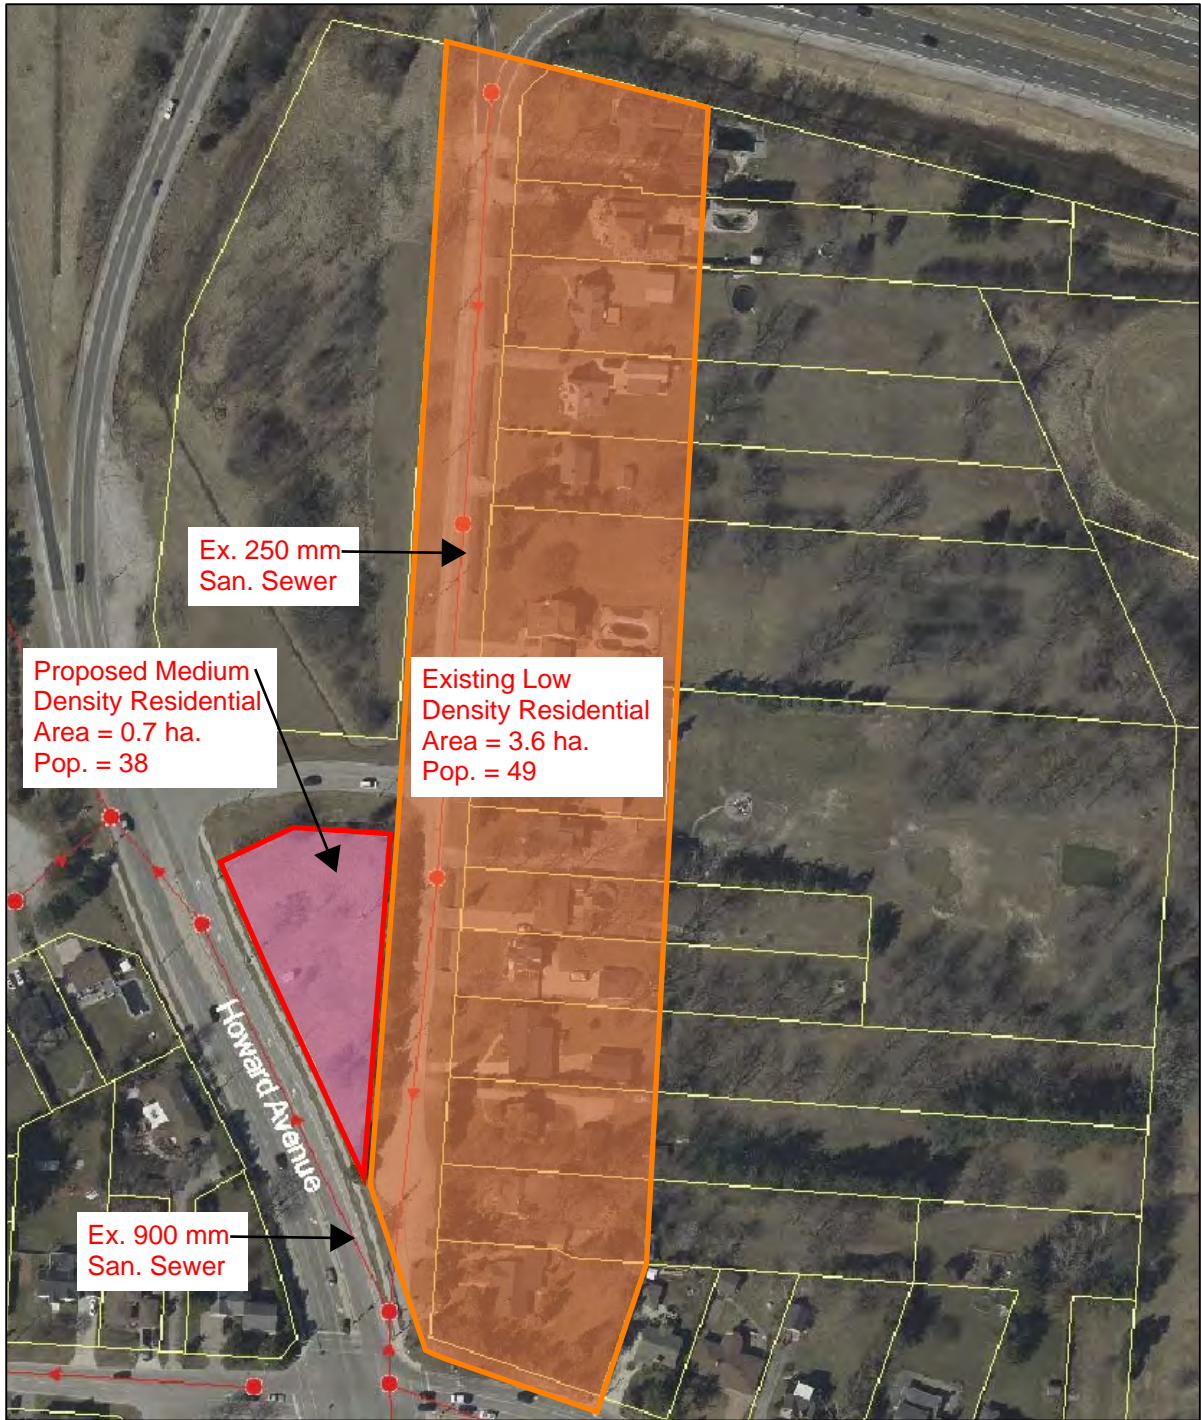 Ex. 250 mm
San. Sewer
Proposed Medium
Density Residential
Area = 0.7 ha.
Pop. = 38
Existing Low
Density Residential
Area = 3.6 ha.
Pop. = 49
Howard Avenue
Ex. 900 mm
San. Sewer